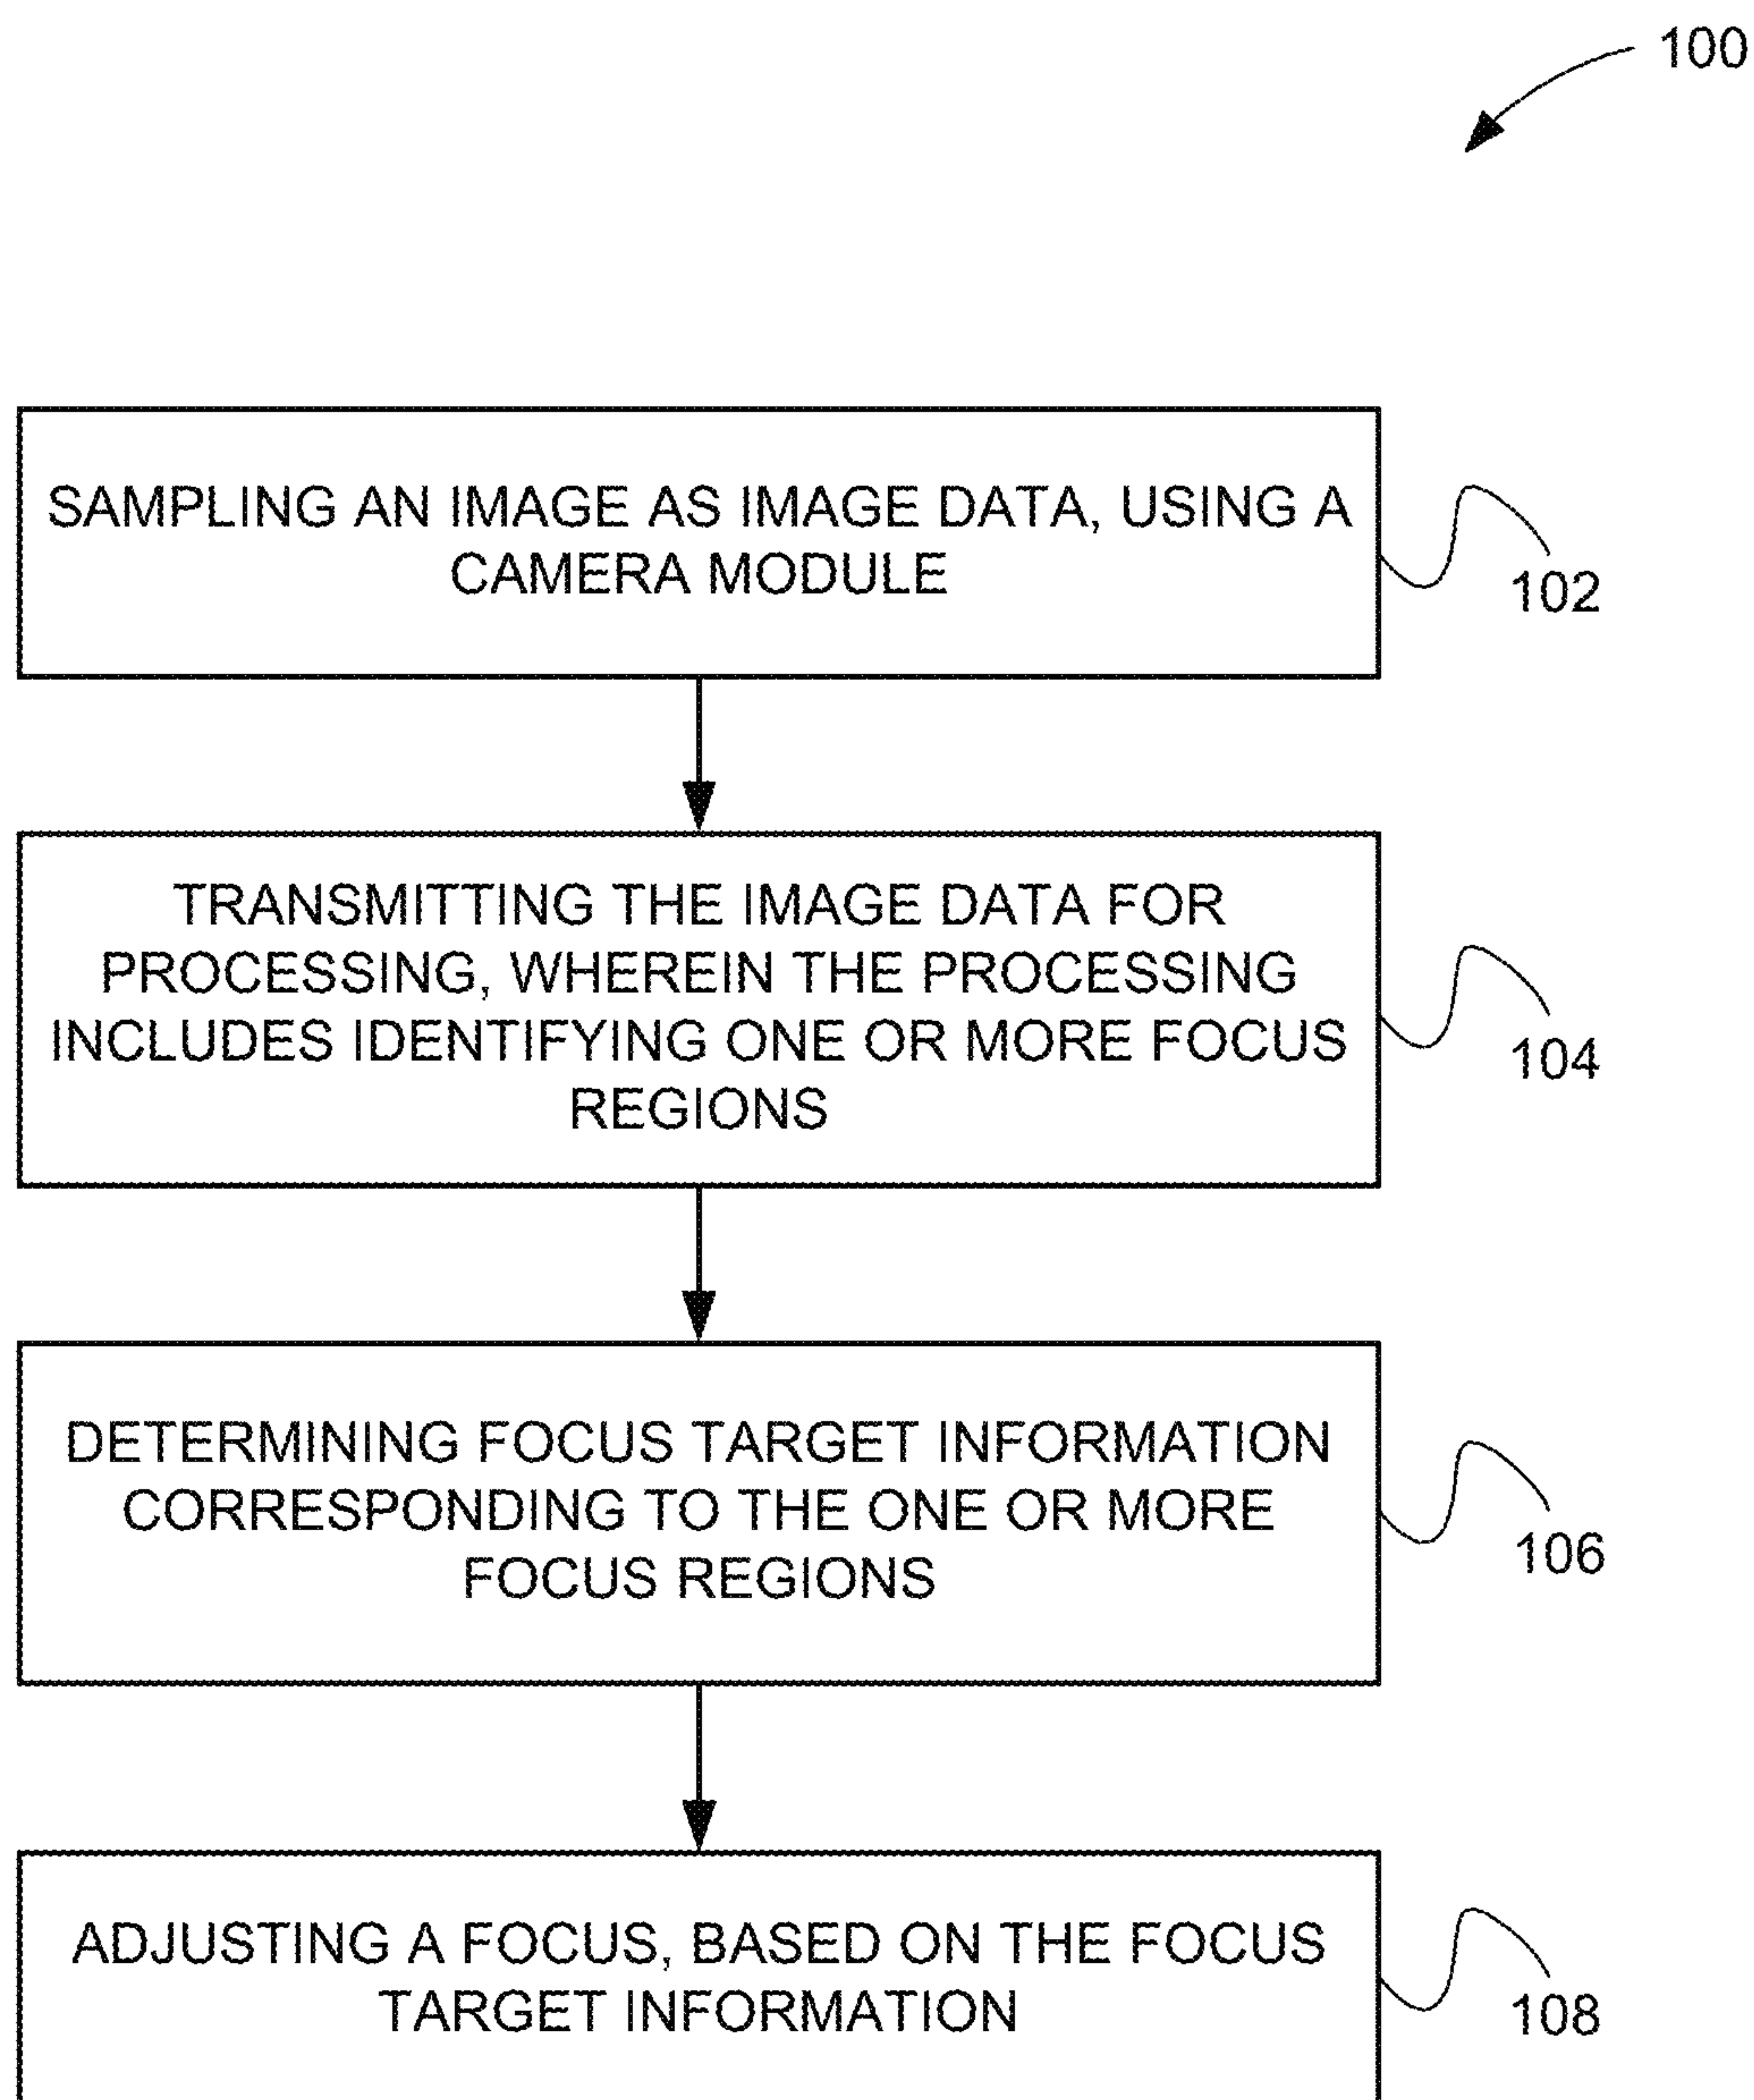 100
SAMPLING AN IMAGE AS IMAGE DATA, USING A
CAMERA MODULE
102
TRANSMITTING THE IMAGE DATA FOR
PROCESSING, WHEREIN THE PROCESSING
INCLUDES IDENTIFYING ONE OR MORE FOCUS
REGIONS
104
DETERMINING FOCUS TARGET INFORMATION
CORRESPONDING TO THE ONE OR MORE
FOCUS REGIONS
106
ADJUSTING A FOCUS, BASED ON THE FOCUS
TARGET INFORMATION
108